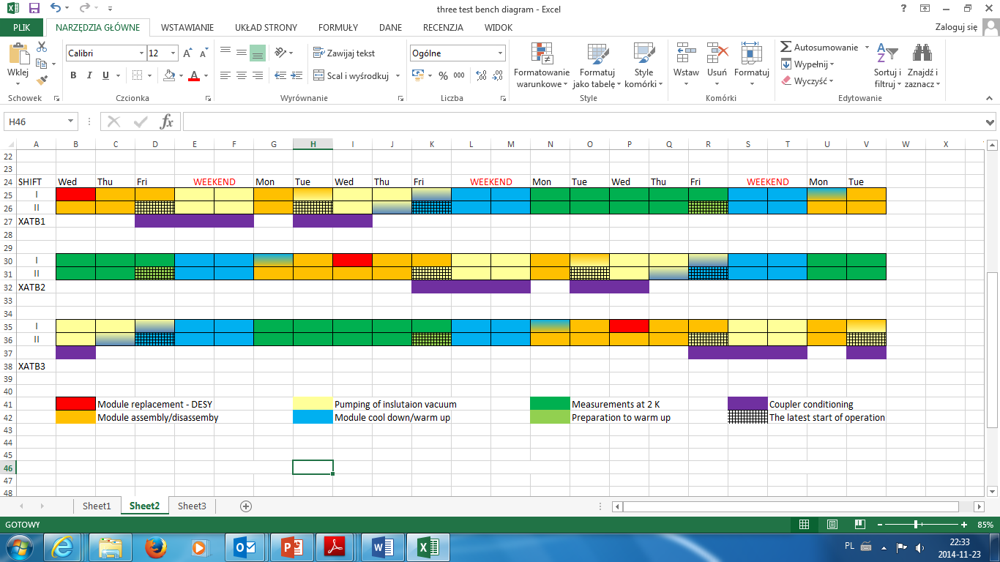 three test bench diagram - Excel
?
PLIK NARZĘDZIA GŁÓWNE WSTAWIANIE UKŁAD STRONY FORMUŁY DANE RECENZJA WIDOK Zaloguj się
Wklej
Calibri 12 A A
B I U A
Zawijaj tekst
Scal i wyśrodkuj
Ogólne
% 000 ,00 ,0
Formatowanie warunkowe
Formatuj jako tabelę
Style komórki
Wstaw Usuń Formatuj
Autosumowanie
Wypełnij
Wyczyść
Sortuj i filtruj
Znajdź i zaznacz
Schowek Czcionka Wyrównanie Liczba Style Komórki Edytowanie
H46 fx
A B C D E F G H I J K L M N O P Q R S T U V W X
22
23
24 SHIFT Wed Thu Fri WEEKEND Mon Tue Wed Thu Fri WEEKEND Mon Tue Wed Thu Fri WEEKEND Mon Tue
25 I
26 II
27 XATB1
28
29
30 I
31 II
32 XATB2
33
34
35 I
36 II
37
38 XATB3
39
40
41 Module replacement - DESY Pumping of inslutaion vacuum Measurements at 2 K Coupler conditioning
42 Module assembly/disassemby Module cool down/warm up Preparation to warm up The latest start of operation
43
44
45
46
47
48
Sheet1 Sheet2 Sheet3
GOTOWY 85%
PL 22:33
2014-11-23